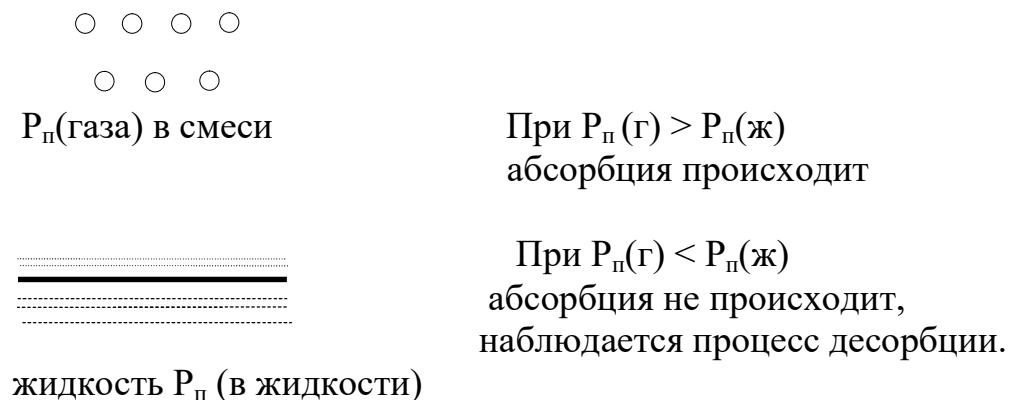 Pп(газа) в смеси
При Pп (г) > Pп(ж)
абсорбция происходит
При Pп(г) < Pп(ж)
абсорбция не происходит,
наблюдается процесс десорбции.
жидкость Pп (в жидкости)